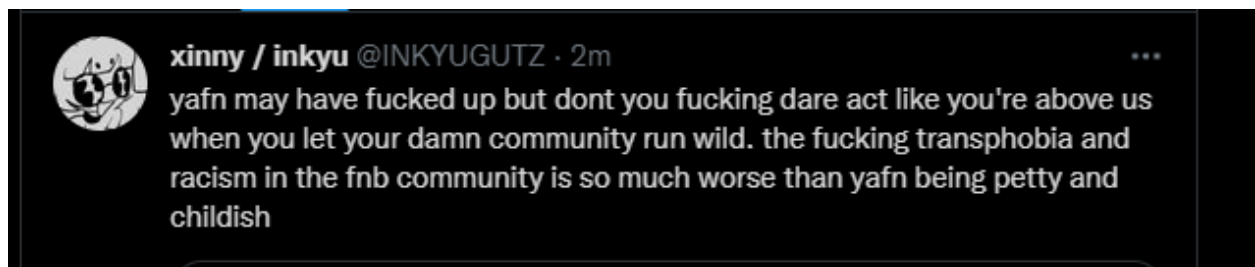 xinny / inkyu @INKYUGUTZ · 2m
yafn may have fucked up but dont you fucking dare act like you're above us
when you let your damn community run wild. the fucking transphobia and
racism in the fnb community is so much worse than yafn being petty and
childish